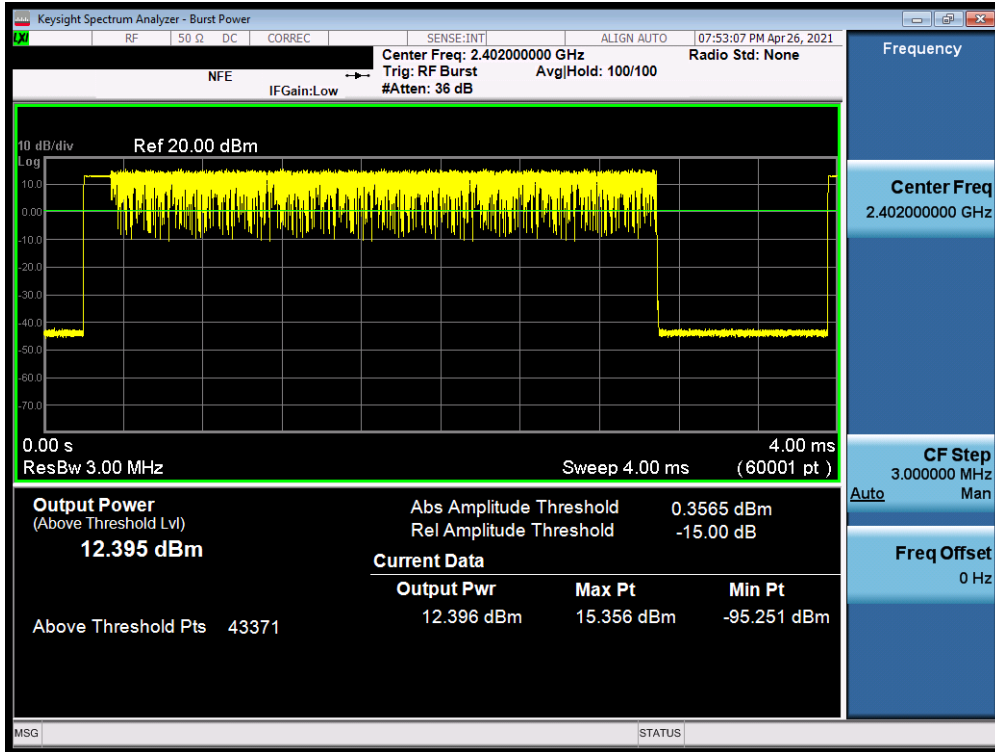 Keysight Spectrum Analyzer - Burst Power
LXI RF 50 Ω DC CORREC SENSE:INT ALIGN AUTO 07:53:07 PM Apr 26, 2021
Center Freq: 2.402000000 GHz Radio Std: None
NFE Trig: RF Burst Avg|Hold: 100/100
IFGain:Low #Atten: 36 dB
Frequency
10 dB/div Ref 20.00 dBm
Log
10.0
0.00
-10.0
-20.0
-30.0
-40.0
-50.0
-60.0
-70.0
0.00 s 4.00 ms
ResBw 3.00 MHz Sweep 4.00 ms (60001 pt )
Center Freq
2.402000000 GHz
CF Step
3.000000 MHz
Auto Man
Freq Offset
0 Hz
Output Power
(Above Threshold Lvl)
12.395 dBm
Above Threshold Pts 43371
Abs Amplitude Threshold 0.3565 dBm
Rel Amplitude Threshold -15.00 dB
Current Data
Output Pwr Max Pt Min Pt
12.396 dBm 15.356 dBm -95.251 dBm
MSG STATUS